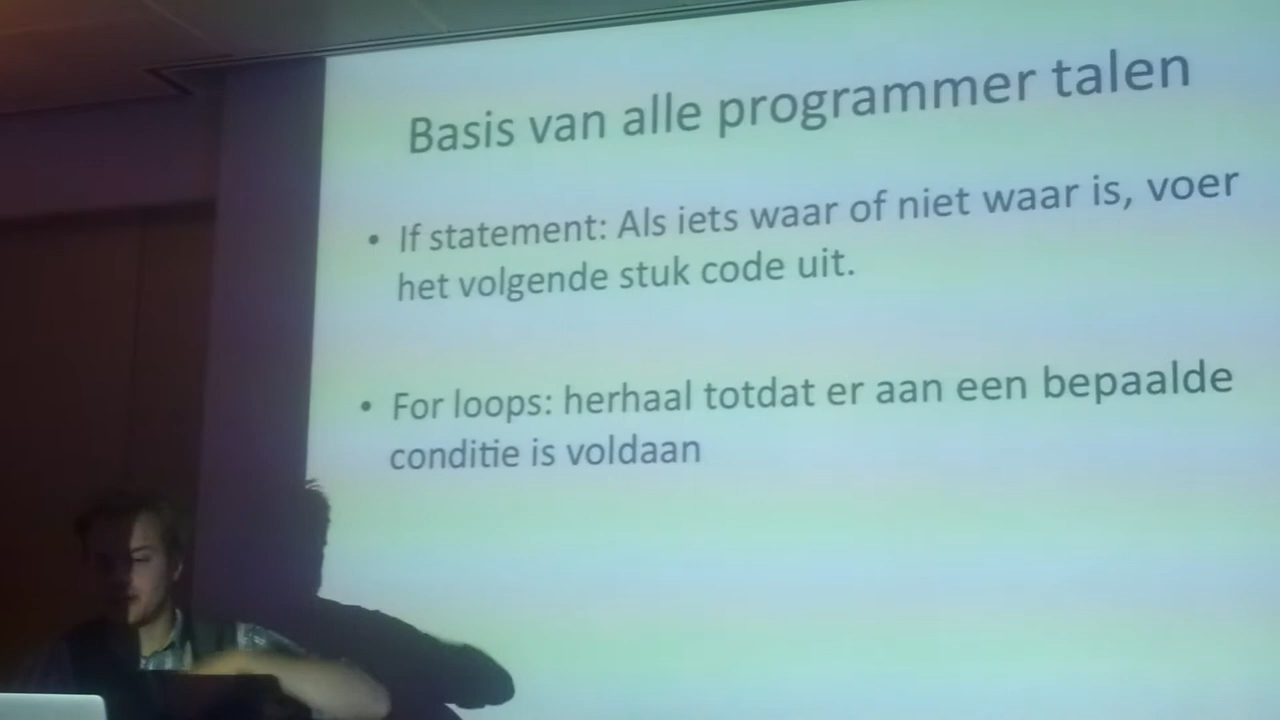 Basis van alle programmer talen
• If statement: Als iets waar of niet waar is, voer
het volgende stuk code uit.
• For loops: herhaal totdat er aan een bepaalde
conditie is voldaan